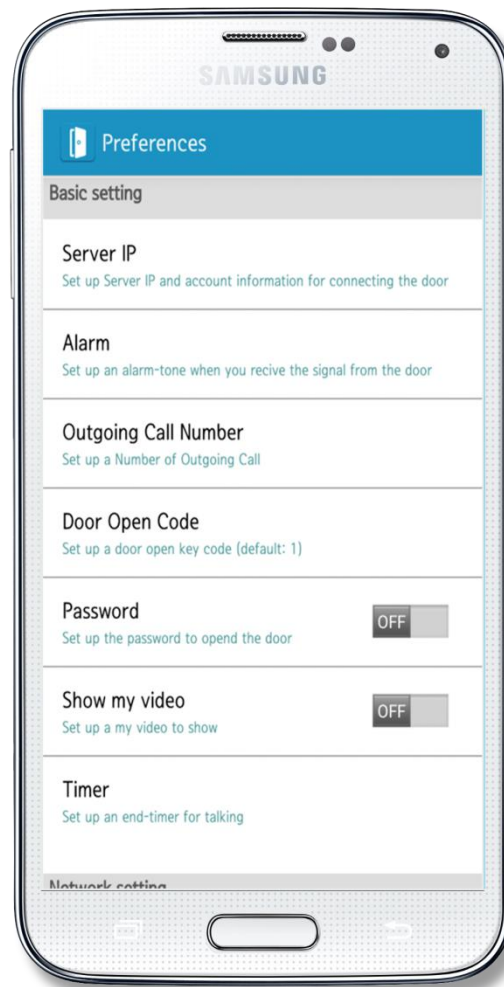 SAMSUNG
Preferences
Basic setting
Server IP
Set up Server IP and account information for connecting the door
Alarm
Set up an alarm-tone when you recive the signal from the door
Outgoing Call Number
Set up a Number of Outgoing Call
Door Open Code
Set up a door open key code (default: 1)
Password
OFF
Set up the password to opend the door
Show my video
OFF
Set up a my video to show
Timer
Set up an end-timer for talking
Network setting